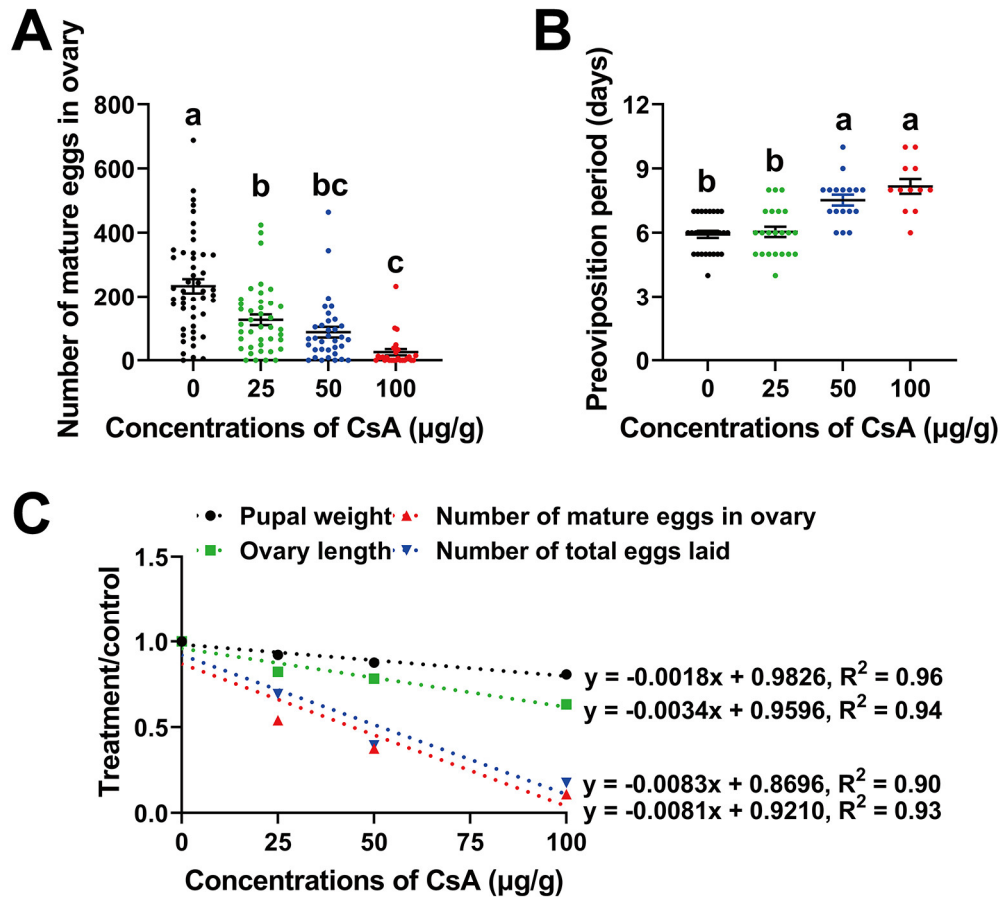 A
Number of mature eggs in ovary
800
600
400
200
0
a
b
bc
c
0 25 50 100
Concentrations of CsA (μg/g)
B
Preoviposition period (days)
12
9
6
3
0
b
b
a
a
0 25 50 100
Concentrations of CsA (μg/g)
C
Pupal weight
Number of mature eggs in ovary
Ovary length
Number of total eggs laid
Treatment/control
1.5
1.0
0.5
0.0
y = -0.0018x + 0.9826, R² = 0.96
y = -0.0034x + 0.9596, R² = 0.94
y = -0.0083x + 0.8696, R² = 0.90
y = -0.0081x + 0.9210, R² = 0.93
0 25 50 75 100
Concentrations of CsA (μg/g)